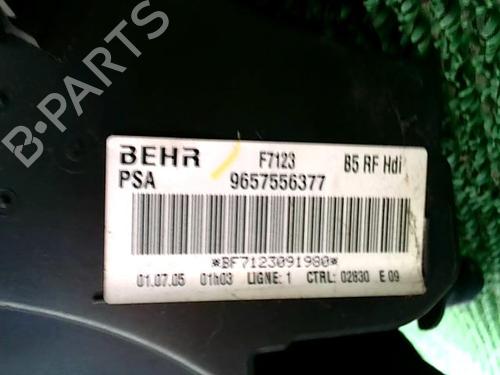 B-PARTS
BEHR F7123 B5 RF Hdi
PSA 9657556377
*BF7123091980*
01.07.05 01h03 LIGNE: 1 CTRL: 02830 E 09